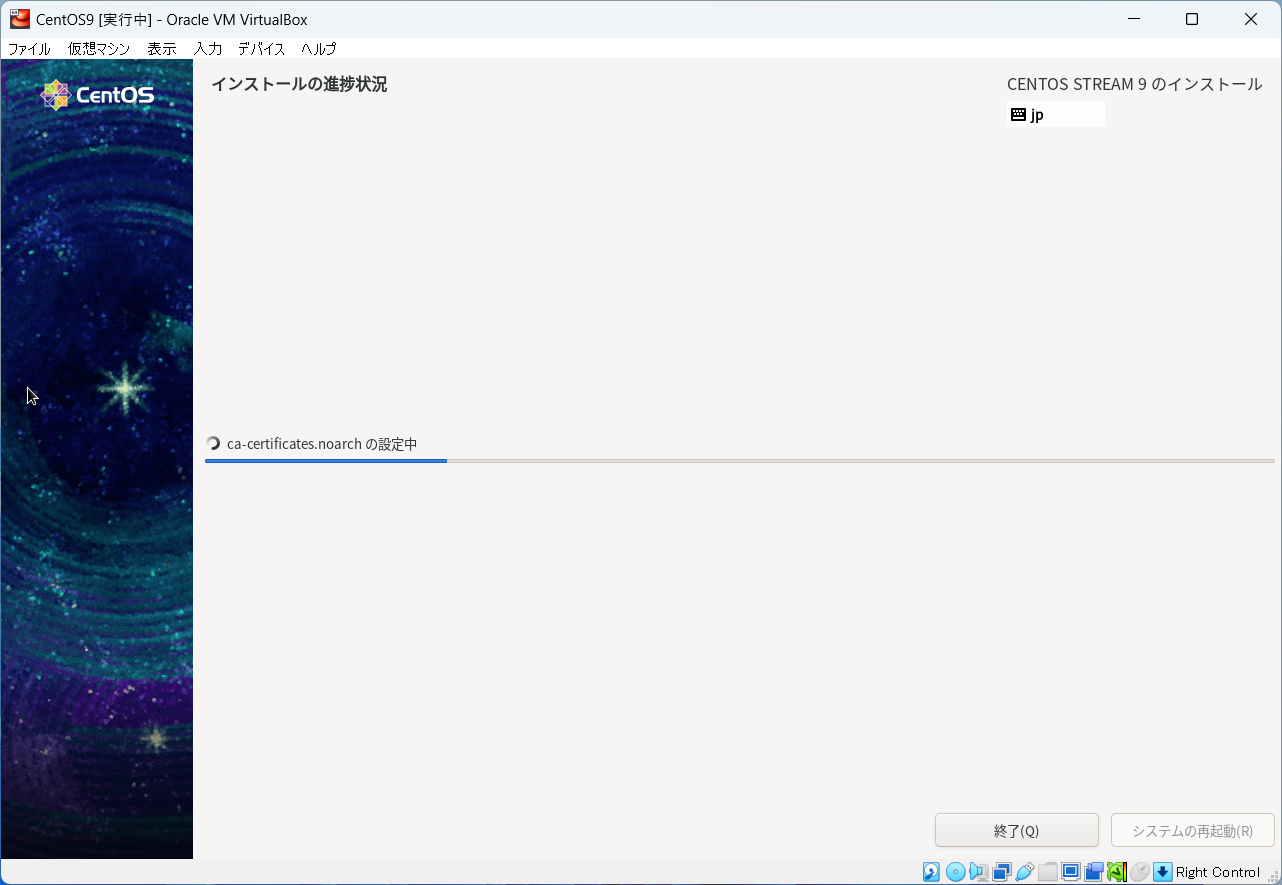 CentOS9 [実行中] - Oracle VM VirtualBox
ファイル 仮想マシン 表示 入力 デバイス ヘルプ
CentOS
インストールの進捗状況
CENTOS STREAM 9 のインストール
jp
ca-certificates.noarch の設定中
終了(Q)
システムの再起動(R)
Right Control